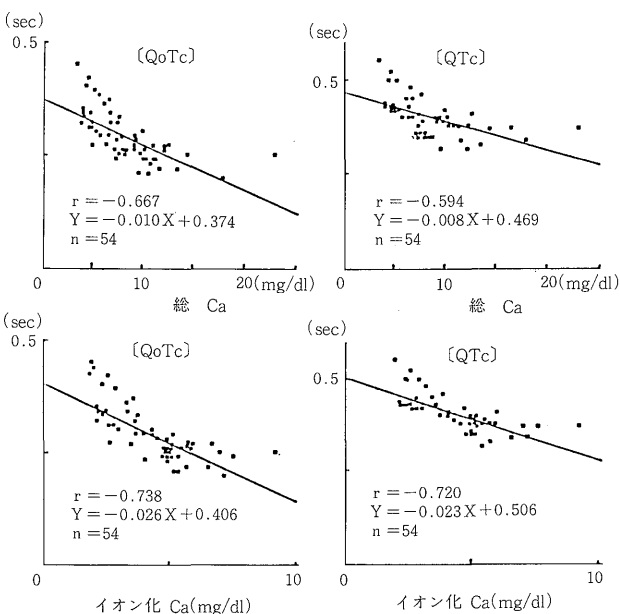 (sec)
0.5
〔QoTc〕
r =−0.667
Y=−0.010X+0.374
n =54
0 10 20(mg/dl)
総 Ca
(sec)
0.5
〔QTc〕
r =−0.594
Y=−0.008X+0.469
n =54
0 10 20(mg/dl)
総 Ca
(sec)
0.5
〔QoTc〕
r =−0.738
Y=−0.026X+0.406
n =54
0 10
イオン化 Ca(mg/dl)
(sec)
0.5
〔QTc〕
r =−0.720
Y=−0.023X+0.506
n =54
0 10
イオン化 Ca(mg/dl)